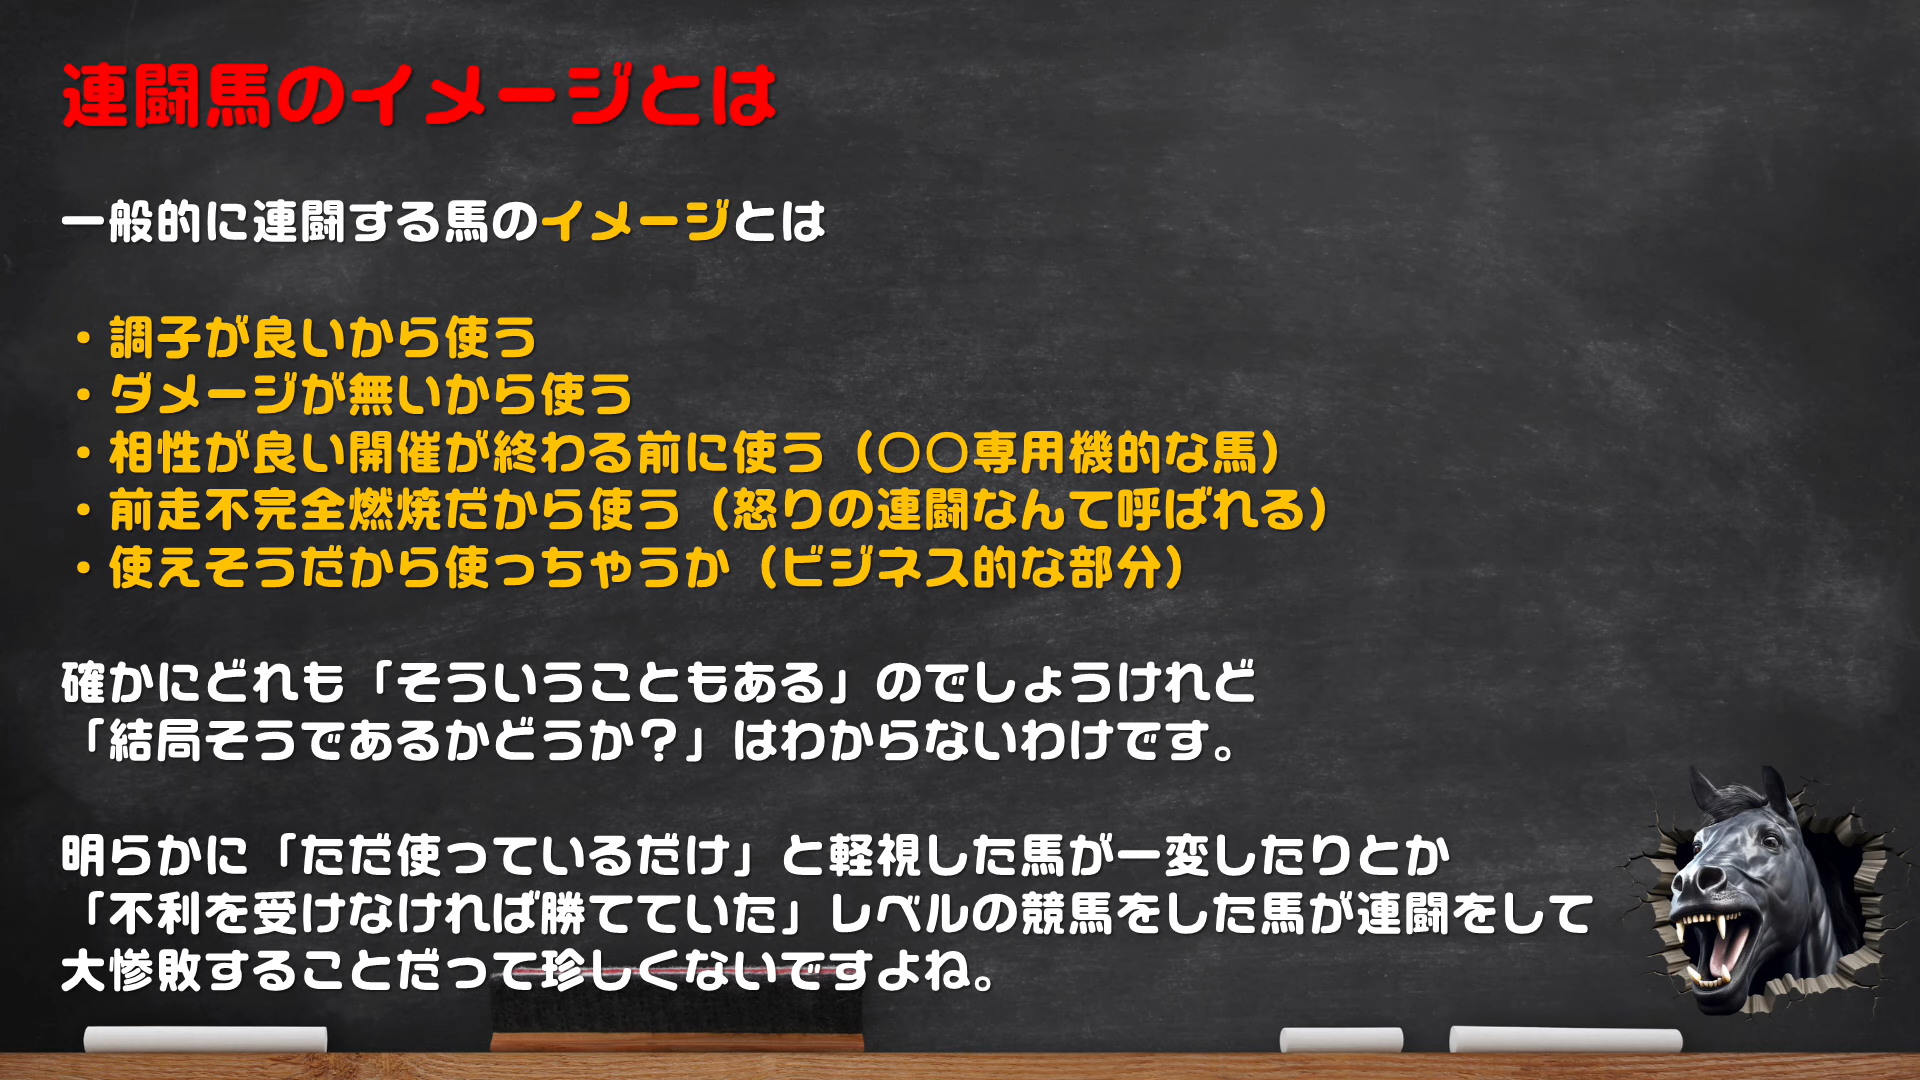 連闘馬のイメージとは
一般的に連闘する馬のイメージとは
・調子が良いから使う
・ダメージが無いから使う
・相性が良い開催が終わる前に使う（〇〇専用機的な馬）
・前走不完全燃焼だから使う（怒りの連闘なんて呼ばれる）
・使えそうだから使っちゃうか（ビジネス的な部分）
確かにどれも「そういうこともある」のでしょうけれど
「結局そうであるかどうか？」はわからないわけです。
明らかに「ただ使っているだけ」と軽視した馬が一変したりとか
「不利を受けなければ勝てていた」レベルの競馬をした馬が連闘をして
大惨敗することだって珍しくないですよね。